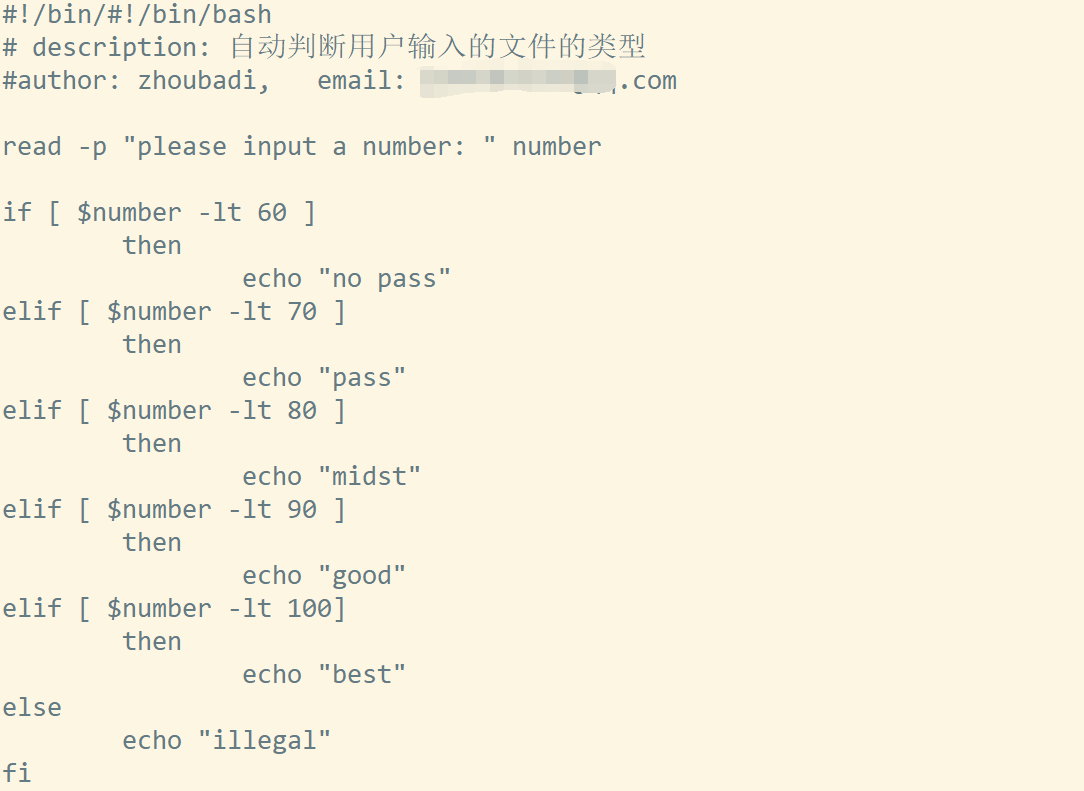 #!/bin/#!/bin/bash
# description: 自动判断用户输入的文件的类型
#author: zhoubadi,   email: .com
read -p "please input a number: " number
if [ $number -lt 60 ]
then
echo "no pass"
elif [ $number -lt 70 ]
then
echo "pass"
elif [ $number -lt 80 ]
then
echo "midst"
elif [ $number -lt 90 ]
then
echo "good"
elif [ $number -lt 100]
then
echo "best"
else
echo "illegal"
fi